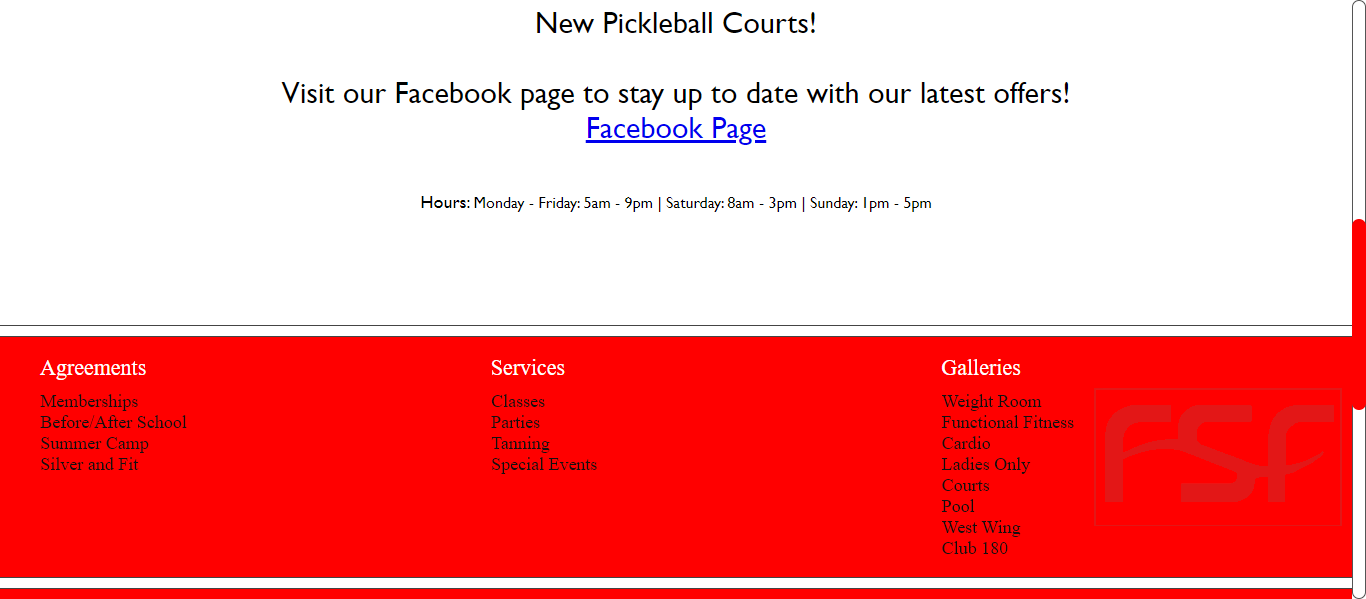 New Pickleball Courts!
Visit our Facebook page to stay up to date with our latest offers!
Facebook Page
Hours: Monday - Friday: 5am - 9pm | Saturday: 8am - 3pm | Sunday: 1pm - 5pm
Agreements
Memberships
Before/After School
Summer Camp
Silver and Fit
Services
Classes
Parties
Tanning
Special Events
Galleries
Weight Room
Functional Fitness
Cardio
Ladies Only
Courts
Pool
West Wing
Club 180
FSF